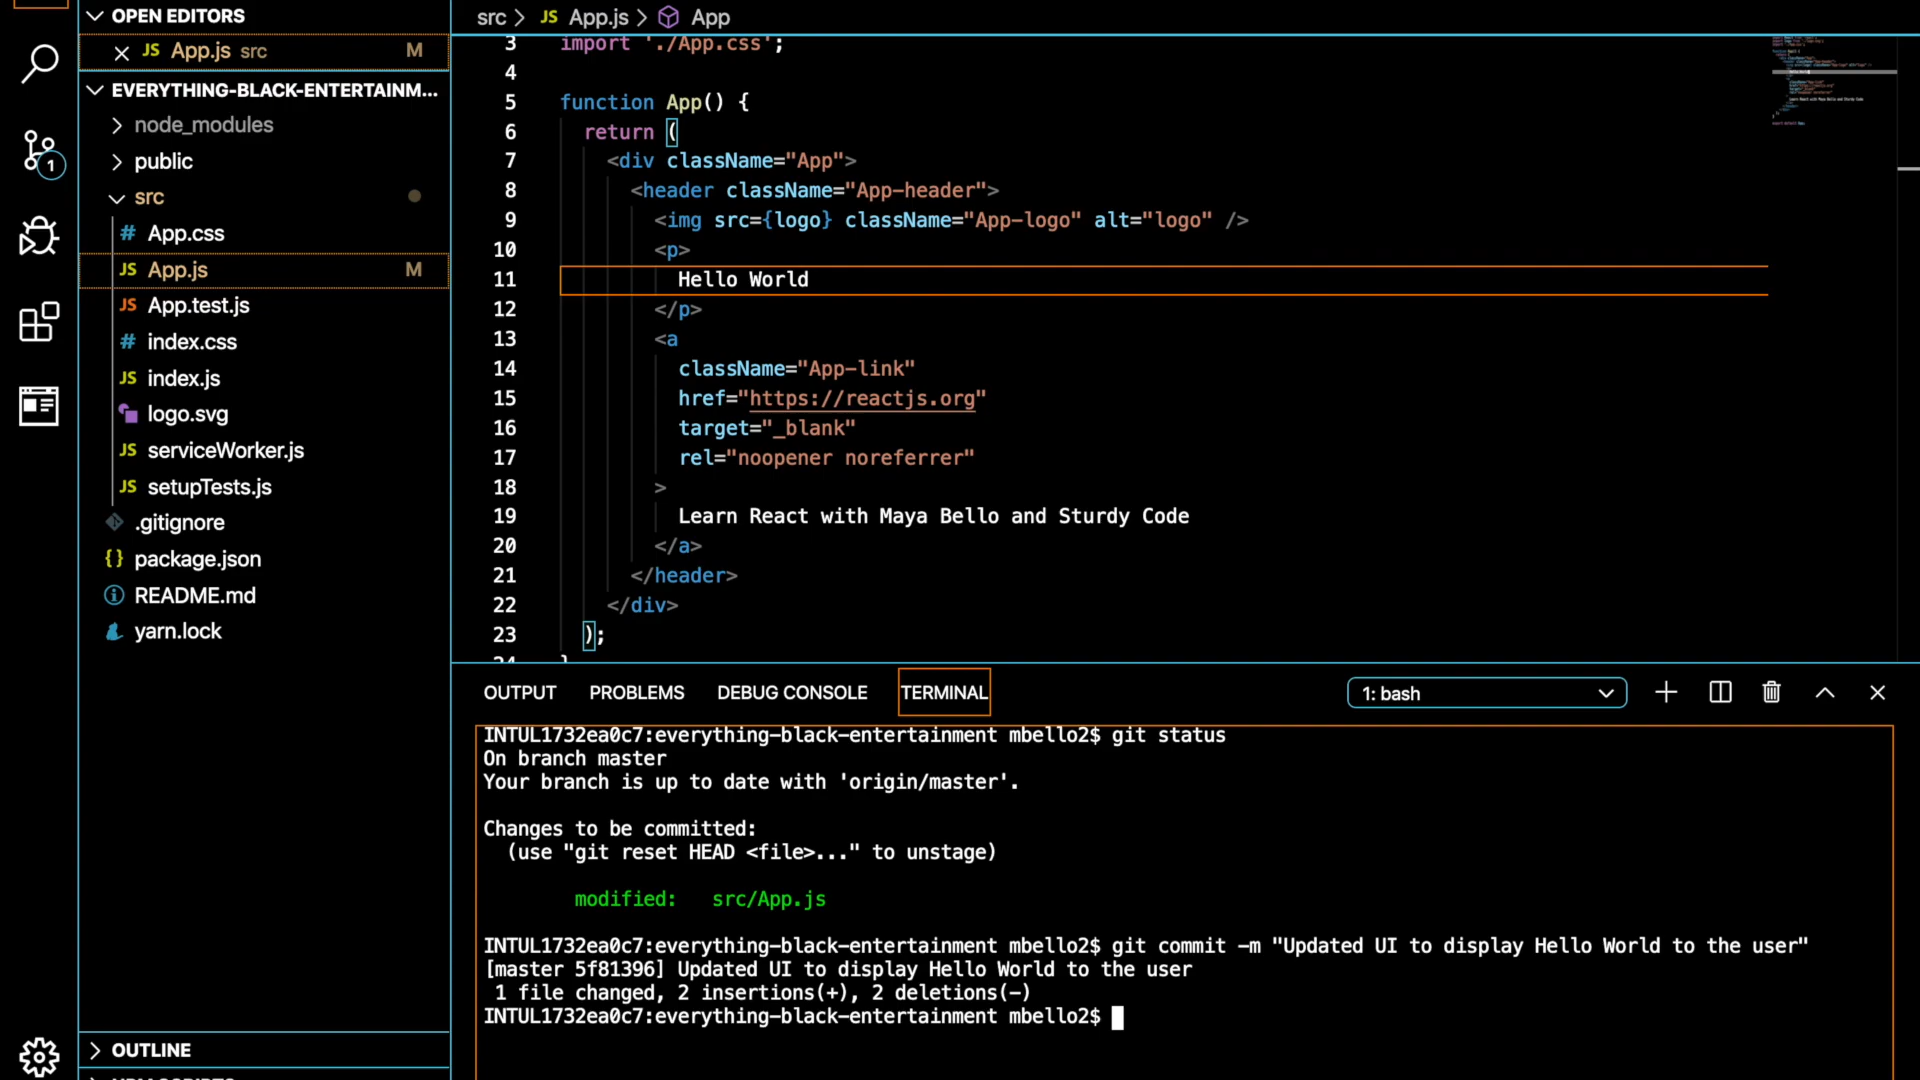 OPEN EDITORS
JS App.js src M
EVERYTHING-BLACK-ENTERTAINM...
node_modules
public
1
src
# App.css
JS App.js M
JS App.test.js
# index.css
JS index.js
logo.svg
JS serviceWorker.js
JS setupTests.js
.gitignore
{} package.json
README.md
yarn.lock
OUTLINE
src > JS App.js > App
3 import './App.css';
4
5 function App() {
6 return (
7 <div className="App">
8 <header className="App-header">
9 <img src={logo} className="App-logo" alt="logo" />
10 <p>
11 Hello World
12 </p>
13 <a
14 className="App-link"
15 href="https://reactjs.org"
16 target="_blank"
17 rel="noopener noreferrer"
18 >
19 Learn React with Maya Bello and Sturdy Code
20 </a>
21 </header>
22 </div>
23 );
24 }
OUTPUT PROBLEMS DEBUG CONSOLE TERMINAL 1: bash
INTUL1732ea0c7:everything-black-entertainment mbello2$ git status
On branch master
Your branch is up to date with 'origin/master'.
Changes to be committed:
(use "git reset HEAD <file>..." to unstage)
modified: src/App.js
INTUL1732ea0c7:everything-black-entertainment mbello2$ git commit -m "Updated UI to display Hello World to the user"
[master 5f81396] Updated UI to display Hello World to the user
1 file changed, 2 insertions(+), 2 deletions(-)
INTUL1732ea0c7:everything-black-entertainment mbello2$